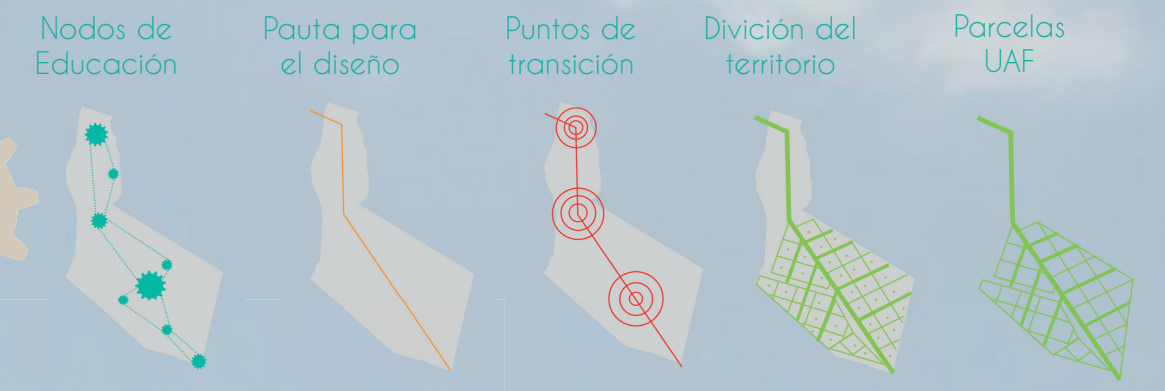 Nodos de
Educación
Pauta para
el diseño
Puntos de
transición
Divición del
territorio
Parcelas
UAF